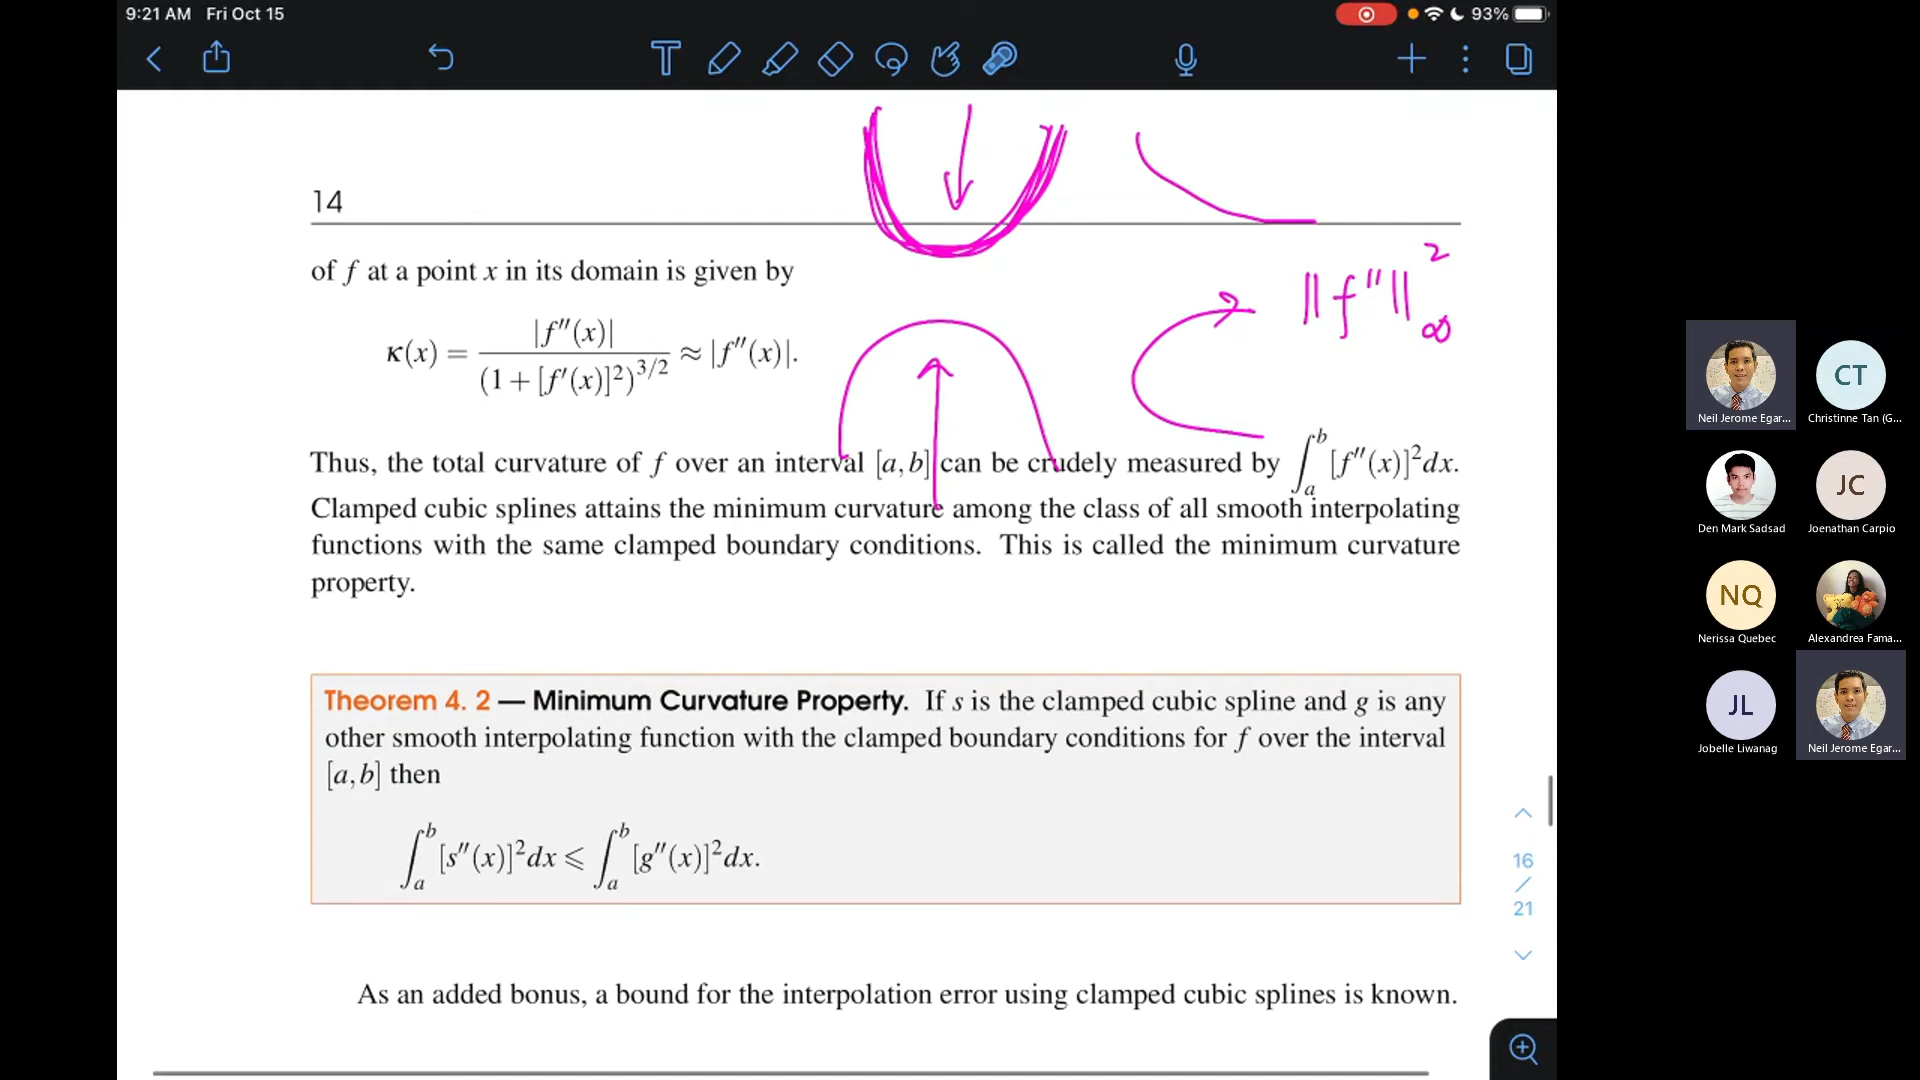 9:21 AM Fri Oct 15
93%
14
‖f″‖²∞
of f at a point x in its domain is given by
κ(x) = |f″(x)| / (1 + [f′(x)]²)^{3/2} ≈ |f″(x)|.
Thus, the total curvature of f over an interval [a,b] can be crudely measured by ∫_a^b [f″(x)]²dx.
Clamped cubic splines attains the minimum curvature among the class of all smooth interpolating
functions with the same clamped boundary conditions. This is called the minimum curvature
property.
Theorem 4. 2 — Minimum Curvature Property. If s is the clamped cubic spline and g is any
other smooth interpolating function with the clamped boundary conditions for f over the interval
[a,b] then
∫_a^b [s″(x)]²dx ⩽ ∫_a^b [g″(x)]²dx.
As an added bonus, a bound for the interpolation error using clamped cubic splines is known.
16
/
21
Neil Jerome Egar...
CT
Christinne Tan (G...
Den Mark Sadsad
JC
Joenathan Carpio
NQ
Nerissa Quebec
Alexandrea Fama...
JL
Jobelle Liwanag
Neil Jerome Egar...